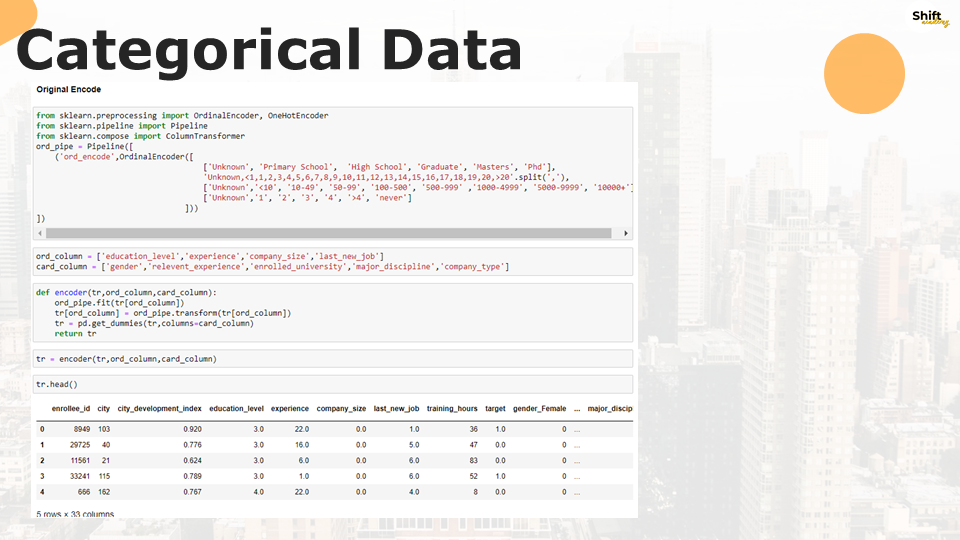 Shift
academy
Categorical Data
Original Encode
from sklearn.preprocessing import OrdinalEncoder, OneHotEncoder
from sklearn.pipeline import Pipeline
from sklearn.compose import ColumnTransformer
ord_pipe = Pipeline([
('ord_encode',OrdinalEncoder([
['Unknown', 'Primary School', 'High School', 'Graduate', 'Masters', 'Phd'],
'Unknown,<1,1,2,3,4,5,6,7,8,9,10,11,12,13,14,15,16,17,18,19,20,>20'.split(','),
['Unknown','<10', '10-49', '50-99', '100-500', '500-999' ,'1000-4999', '5000-9999', '10000+']
['Unknown','1', '2', '3', '4', '>4', 'never']
]))
])
ord_column = ['education_level','experience','company_size','last_new_job']
card_column = ['gender','relevent_experience','enrolled_university','major_discipline','company_type']
def encoder(tr,ord_column,card_column):
ord_pipe.fit(tr[ord_column])
tr[ord_column] = ord_pipe.transform(tr[ord_column])
tr = pd.get_dummies(tr,columns=card_column)
return tr
tr = encoder(tr,ord_column,card_column)
tr.head()
enrollee_id city city_development_index education_level experience company_size last_new_job training_hours target gender_Female ... major_discip
0 8949 103 0.920 3.0 22.0 0.0 1.0 36 1.0 0 ...
1 29725 40 0.776 3.0 16.0 0.0 5.0 47 0.0 0 ...
2 11561 21 0.624 3.0 6.0 0.0 6.0 83 0.0 0 ...
3 33241 115 0.789 3.0 1.0 0.0 6.0 52 1.0 0 ...
4 666 162 0.767 4.0 22.0 0.0 4.0 8 0.0 0 ...
5 rows × 33 columns